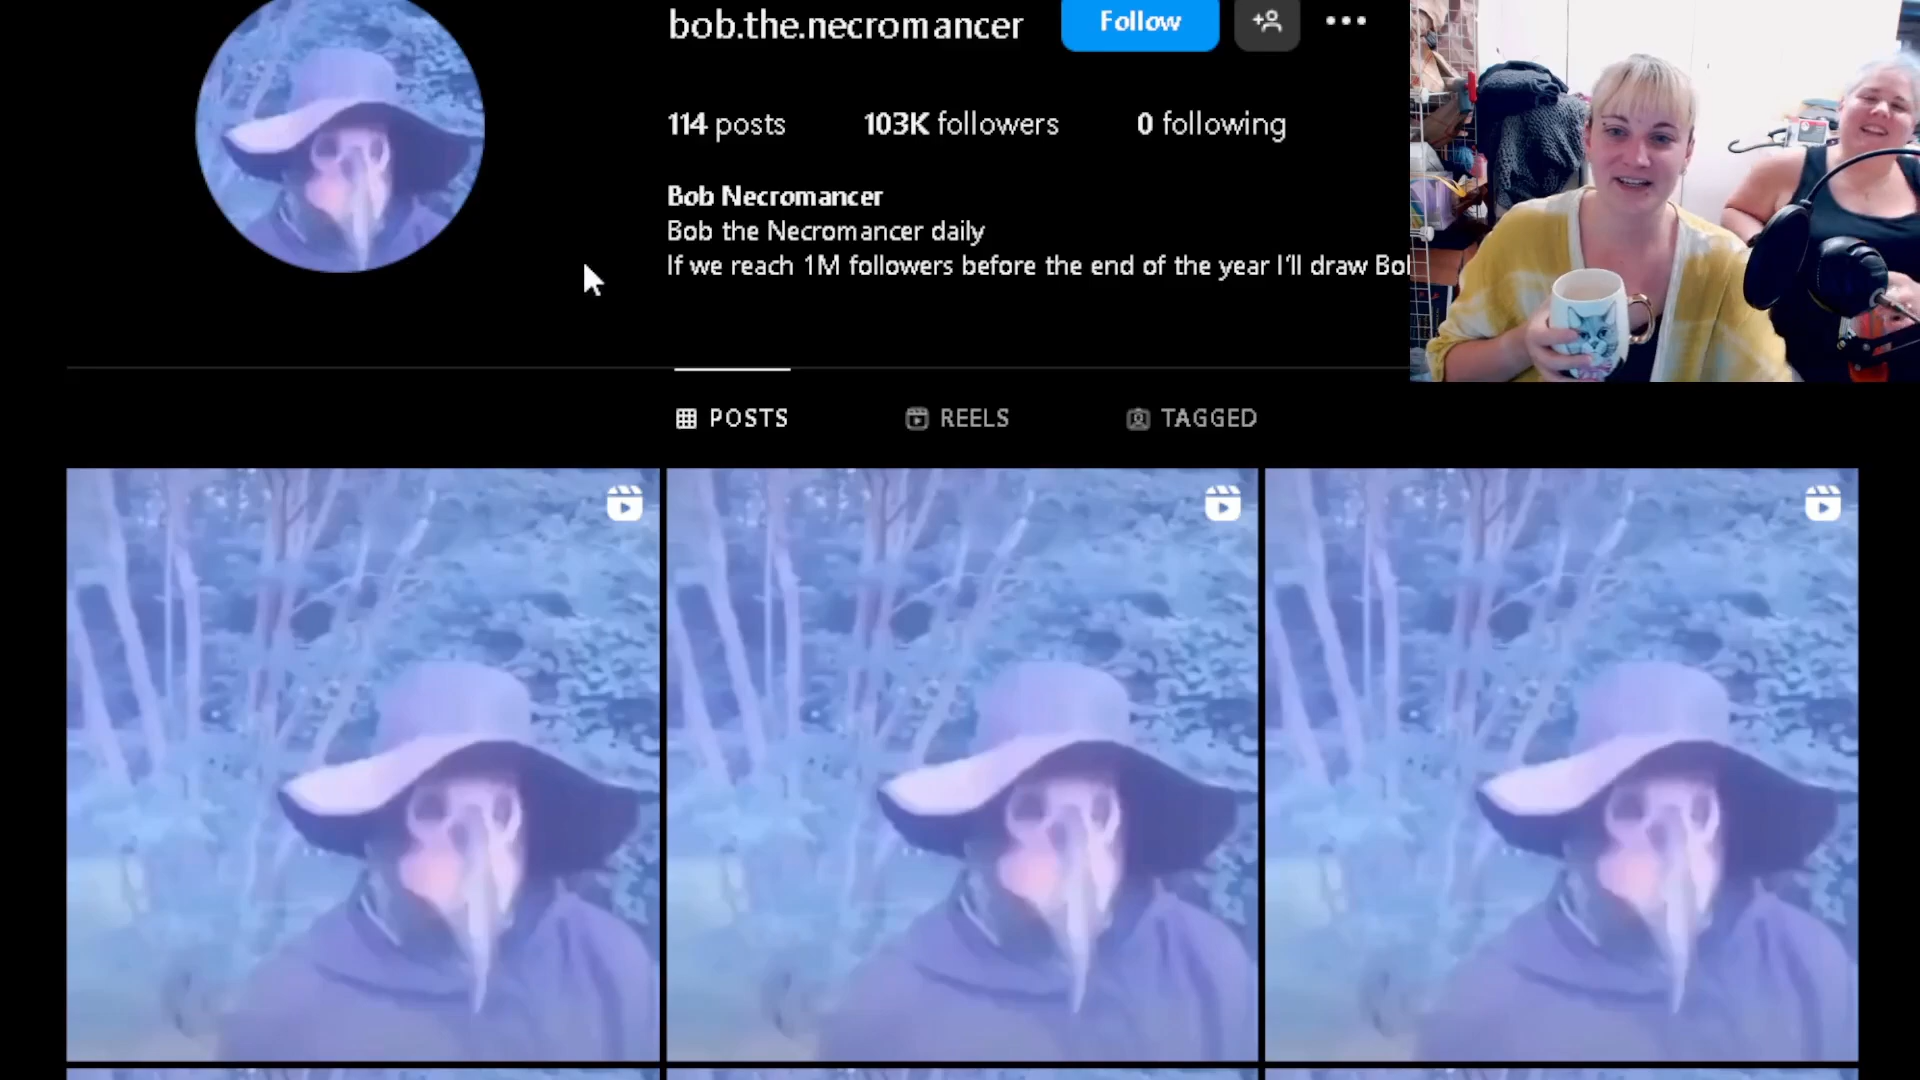 bob.the.necromancer Follow
114 posts 103K followers 0 following
Bob Necromancer
Bob the Necromancer daily
If we reach 1M followers before the end of the year I'll draw
POSTS REELS TAGGED